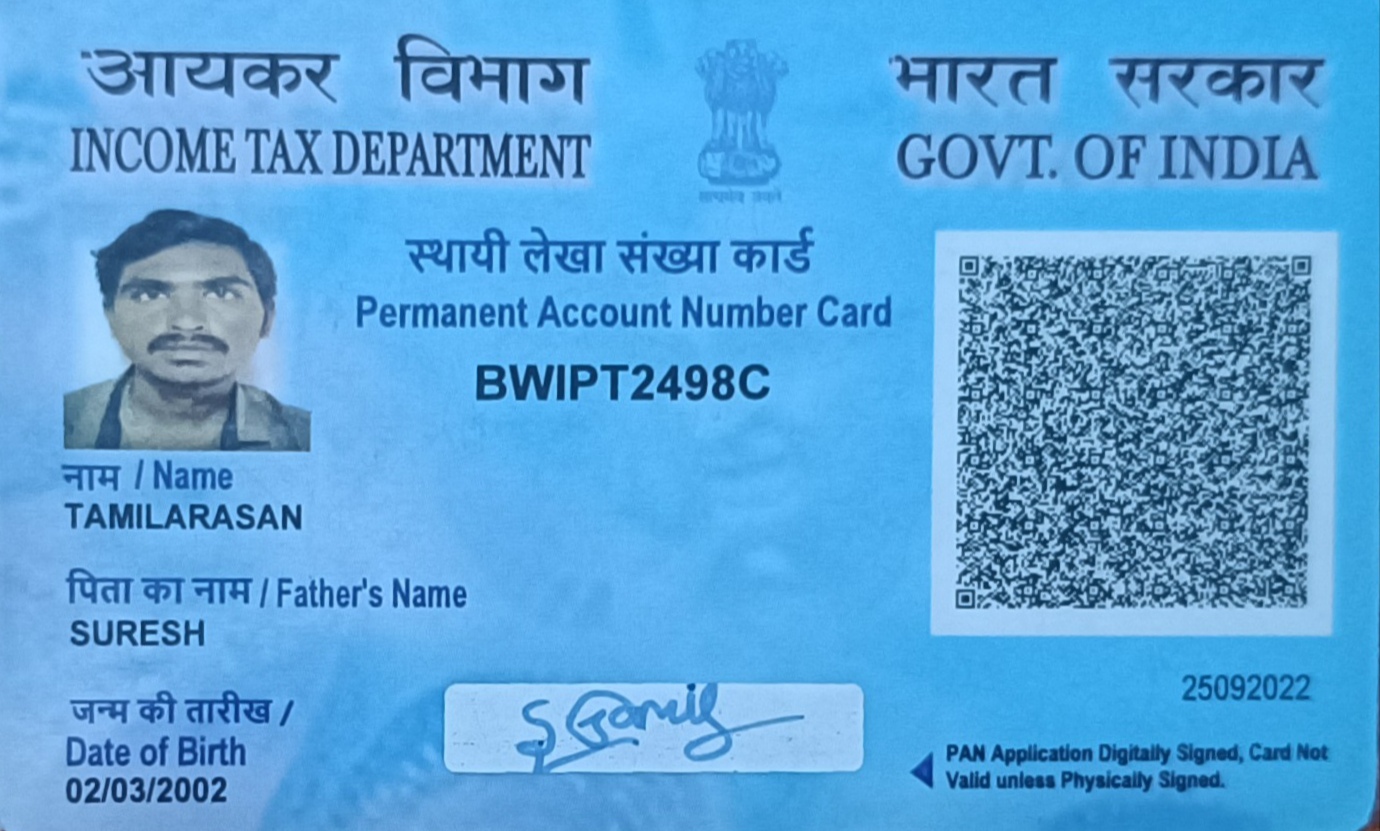 आयकर विभाग
INCOME TAX DEPARTMENT
भारत सरकार
GOVT. OF INDIA
सत्यमेव जयते
स्थायी लेखा संख्या कार्ड
Permanent Account Number Card
BWIPT2498C
नाम / Name
TAMILARASAN
पिता का नाम / Father's Name
SURESH
जन्म की तारीख /
Date of Birth
02/03/2002
25092022
PAN Application Digitally Signed, Card Not
Valid unless Physically Signed.